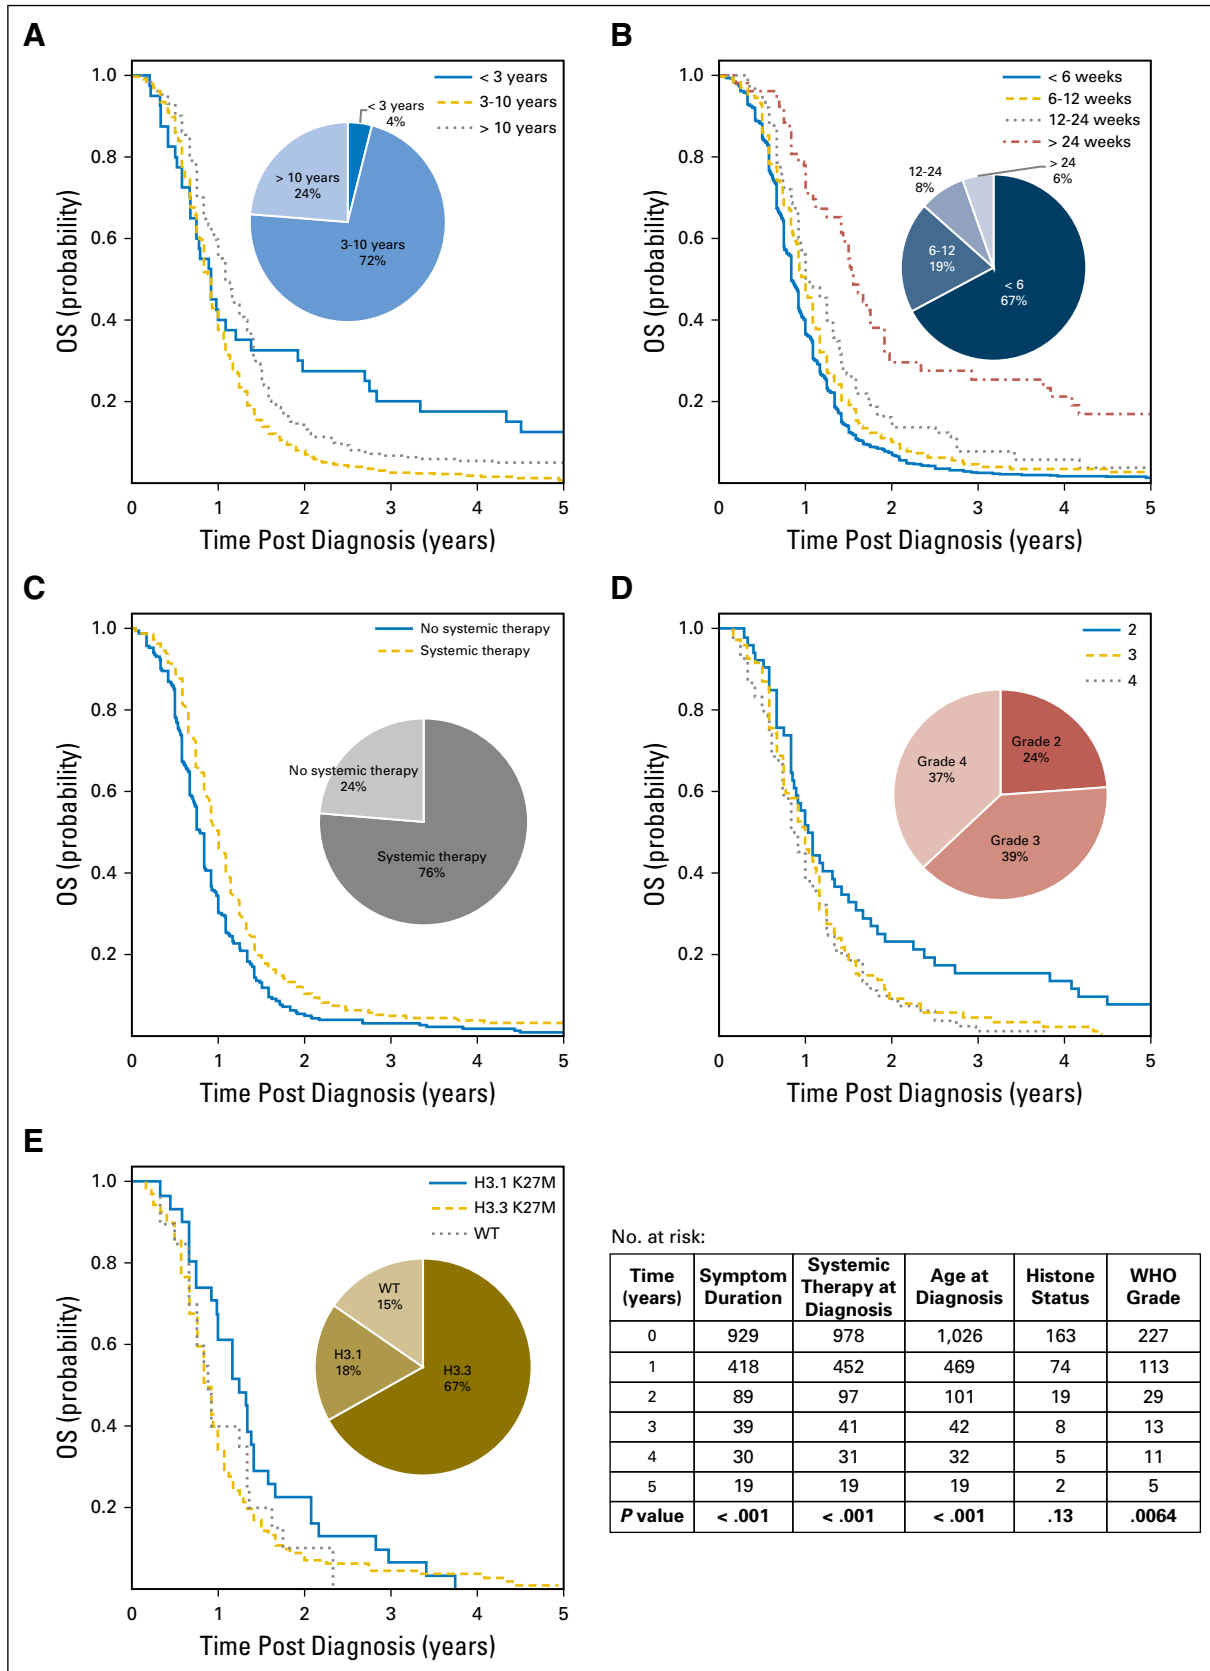 A
< 3 years
3-10 years
> 10 years
< 3 years
4%
> 10 years
24%
3-10 years
72%
OS (probability)
1.0
0.8
0.6
0.4
0.2
0 1 2 3 4 5
Time Post Diagnosis (years)
B
< 6 weeks
6-12 weeks
12-24 weeks
> 24 weeks
12-24
8%
> 24
6%
6-12
19%
< 6
67%
OS (probability)
1.0
0.8
0.6
0.4
0.2
0 1 2 3 4 5
Time Post Diagnosis (years)
C
No systemic therapy
Systemic therapy
No systemic therapy
24%
Systemic therapy
76%
OS (probability)
1.0
0.8
0.6
0.4
0.2
0 1 2 3 4 5
Time Post Diagnosis (years)
D
2
3
4
Grade 2
24%
Grade 4
37%
Grade 3
39%
OS (probability)
1.0
0.8
0.6
0.4
0.2
0 1 2 3 4 5
Time Post Diagnosis (years)
E
H3.1 K27M
H3.3 K27M
WT
WT
15%
H3.1
18%
H3.3
67%
OS (probability)
1.0
0.8
0.6
0.4
0.2
0 1 2 3 4 5
Time Post Diagnosis (years)
No. at risk:
Time (years) Symptom Duration Systemic Therapy at Diagnosis Age at Diagnosis Histone Status WHO Grade
0 929 978 1,026 163 227
1 418 452 469 74 113
2 89 97 101 19 29
3 39 41 42 8 13
4 30 31 32 5 11
5 19 19 19 2 5
P value < .001 < .001 < .001 .13 .0064